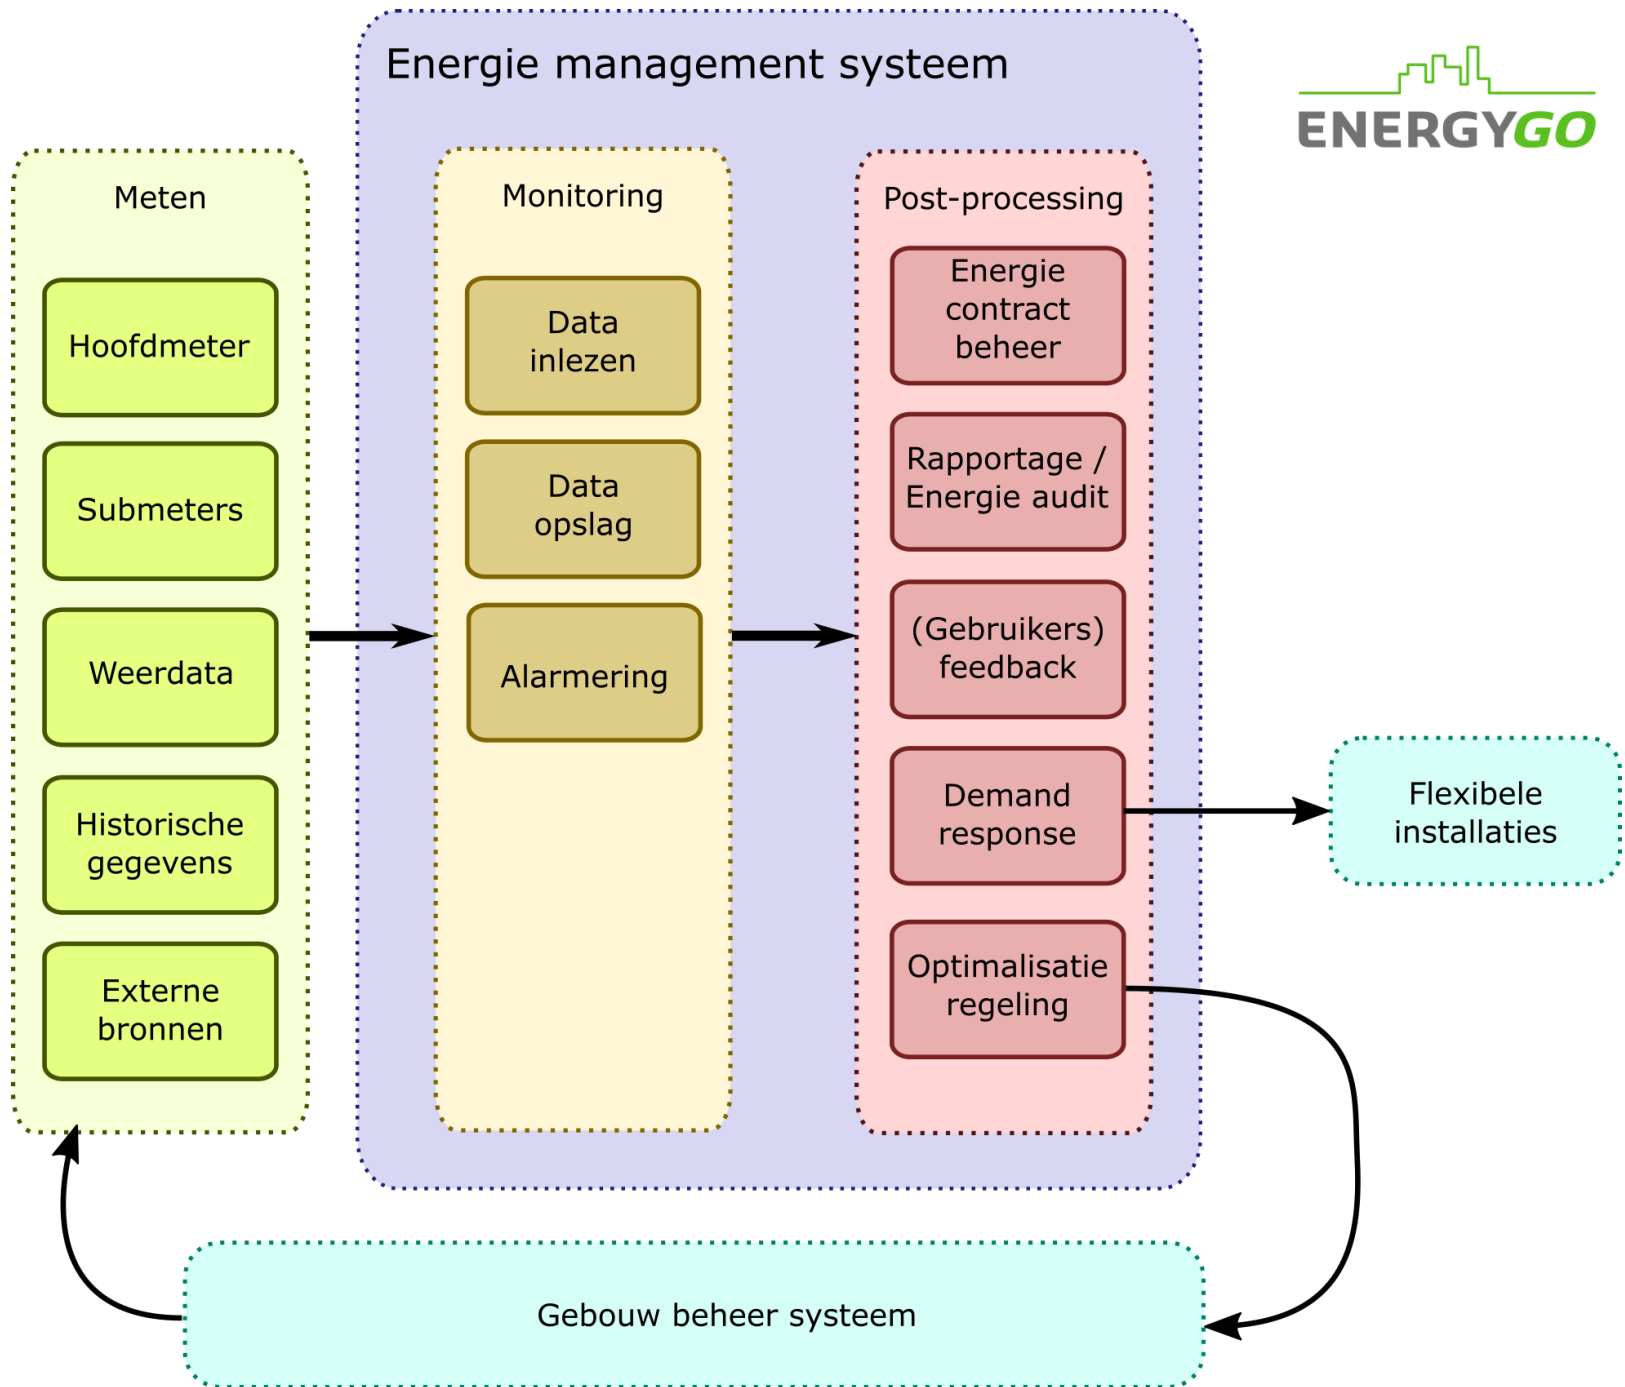 Energie management systeem
ENERGYGO
Meten
Hoofdmeter
Submeters
Weerdata
Historische
gegevens
Externe
bronnen
Monitoring
Data
inlezen
Data
opslag
Alarmering
Post-processing
Energie
contract
beheer
Rapportage /
Energie audit
(Gebruikers)
feedback
Demand
response
Optimalisatie
regeling
Flexibele
installaties
Gebouw beheer systeem